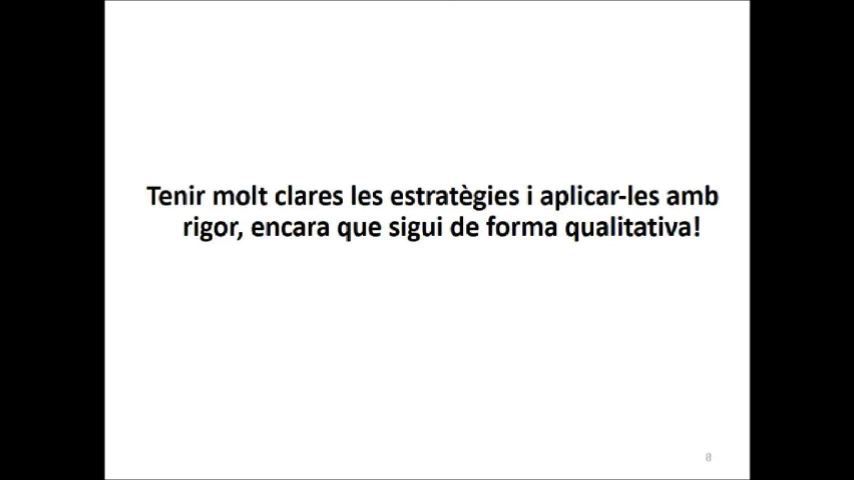 Tenir molt clares les estratègies i aplicar-les amb
rigor, encara que sigui de forma qualitativa!
8